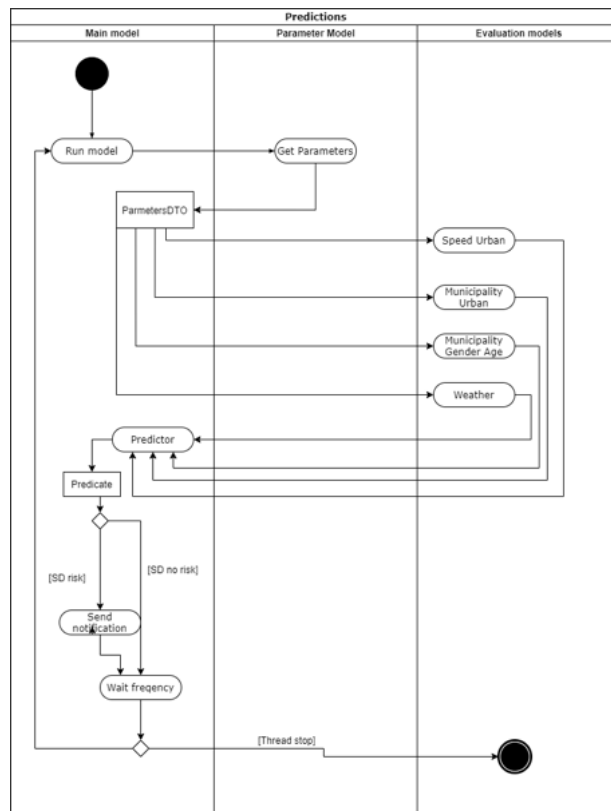 Predictions
Main model
Parameter Model
Evaluation models
Run model
Get Parameters
ParmetersDTO
Speed Urban
Municipality
Urban
Municipality
Gender Age
Weather
Predictor
Predicate
[SD risk]
[SD no risk]
Send
notification
Wait freqency
[Thread stop]